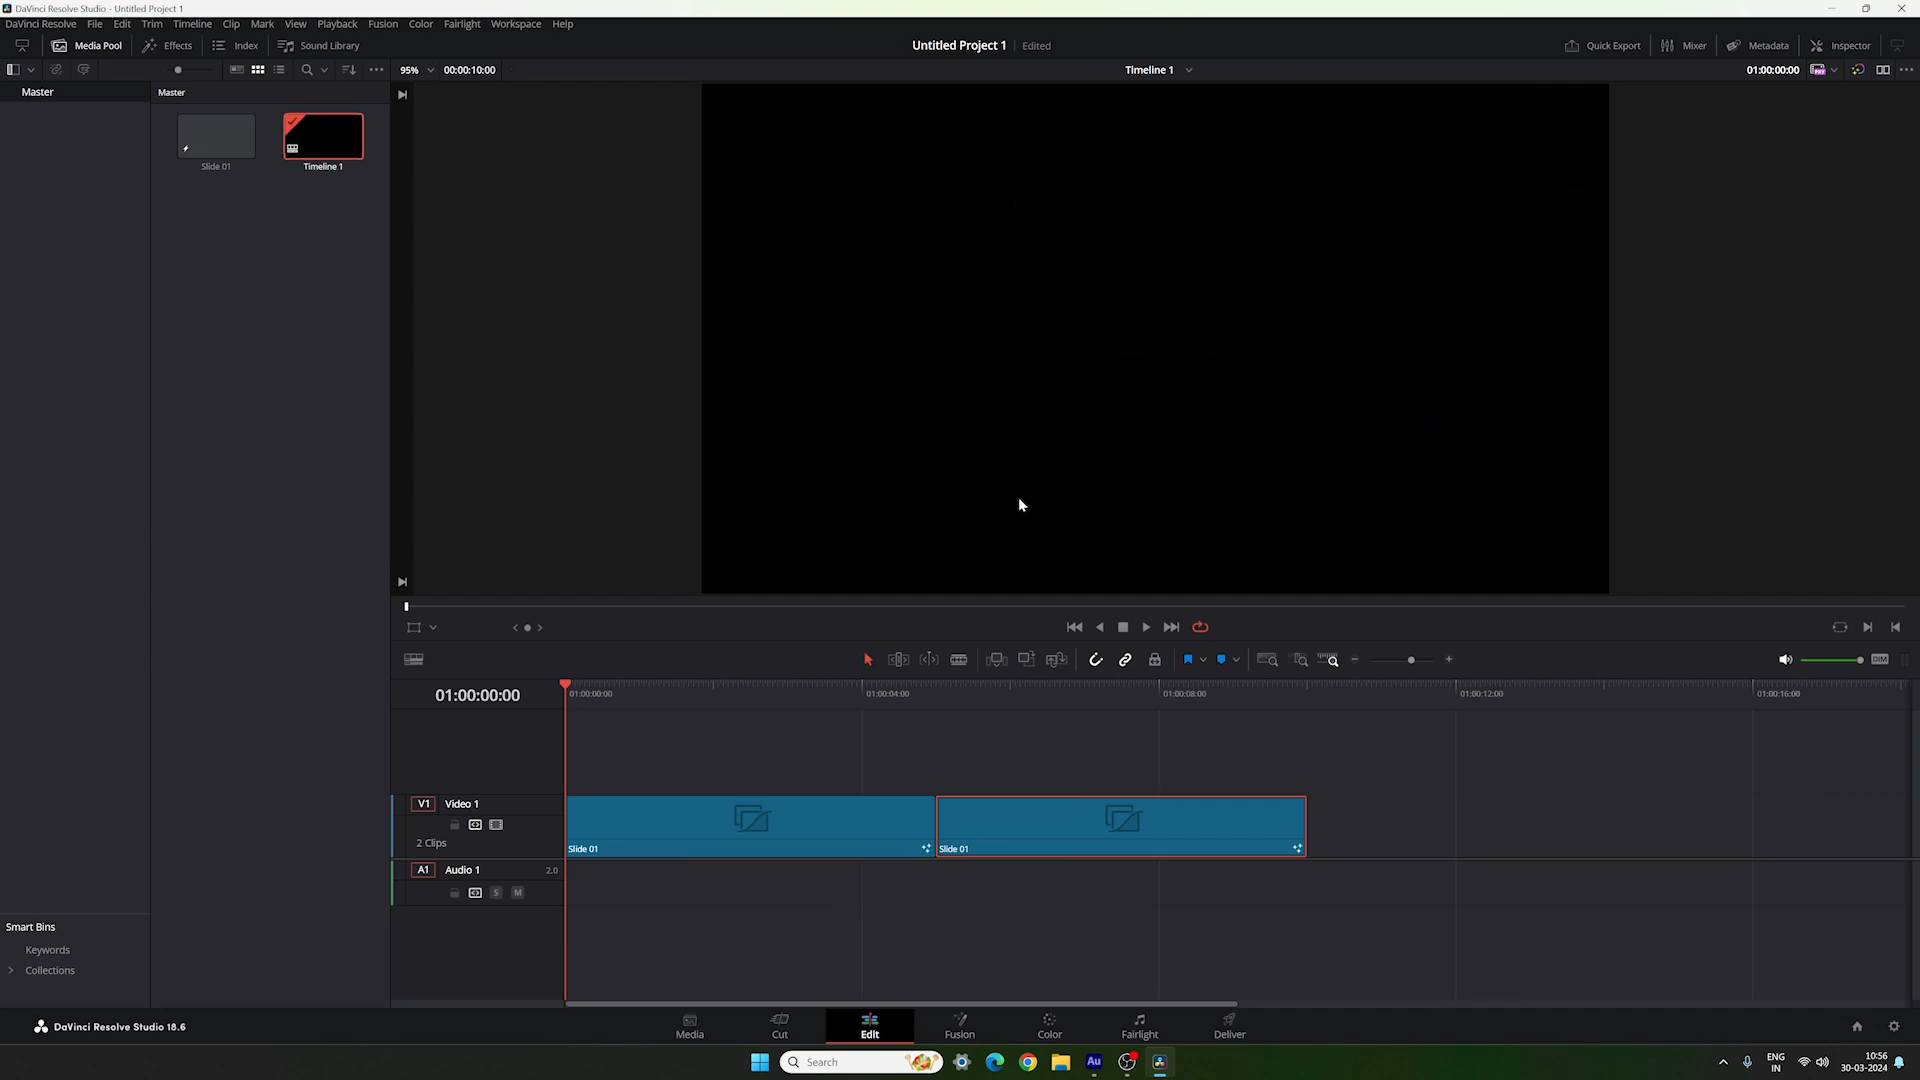 DaVinci Resolve Studio - Untitled Project 1
DaVinci Resolve File Edit Trim Timeline Clip Mark View Playback Fusion Color Fairlight Workspace Help
Media Pool Effects Index Sound Library Untitled Project 1 Edited Quick Export Mixer Metadata Inspector
95% 00:00:10:00 Timeline 1 01:00:00:00
Master Master
Slide 01 Timeline 1
DIM
01:00:00:00 01:00:00:00 01:00:04:00 01:00:08:00 01:00:12:00 01:00:16:00
V1 Video 1
2 Clips
Slide 01 Slide 01
A1 Audio 1 2.0
S M
Smart Bins
Keywords
Collections
DaVinci Resolve Studio 18.6 Media Cut Edit Fusion Color Fairlight Deliver
Search Au ENG
IN
10:56
30-03-2024